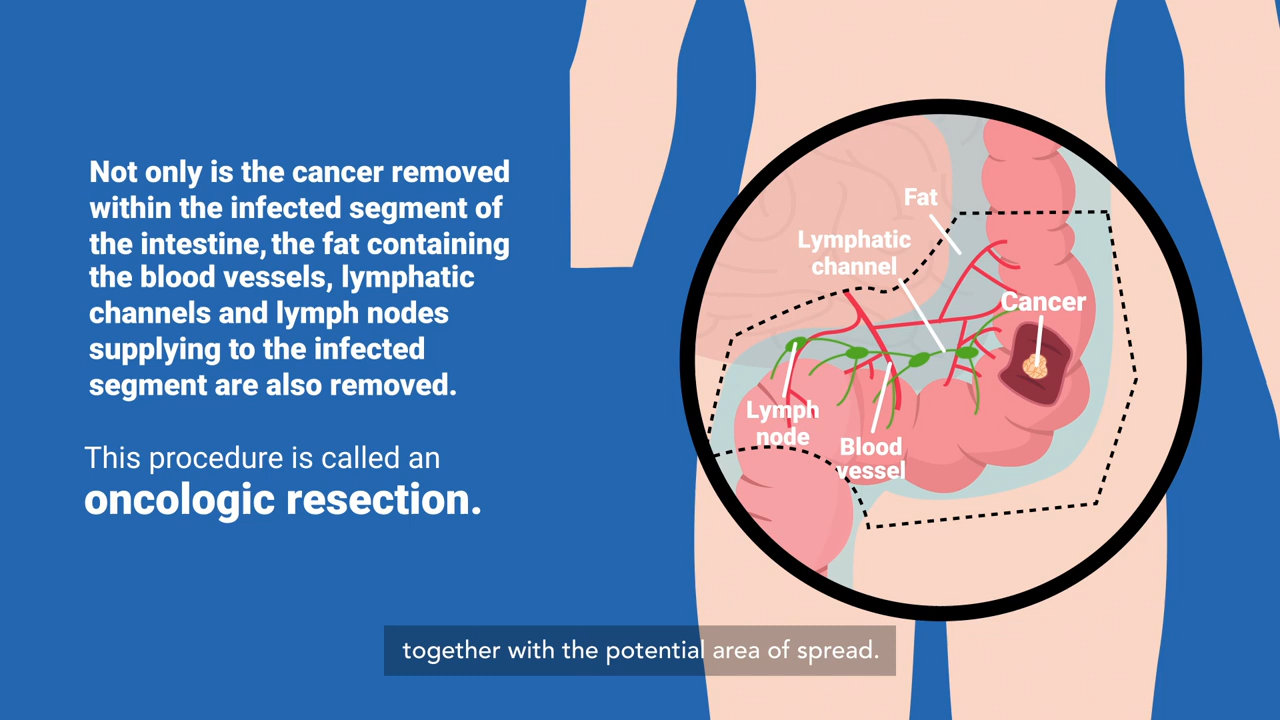 Not only is the cancer removed
within the infected segment of
the intestine, the fat containing
the blood vessels, lymphatic
channels and lymph nodes
supplying to the infected
segment are also removed.
This procedure is called an
oncologic resection.
Fat
Lymphatic
channel
Cancer
Lymph
node
Blood
vessel
together with the potential area of spread.